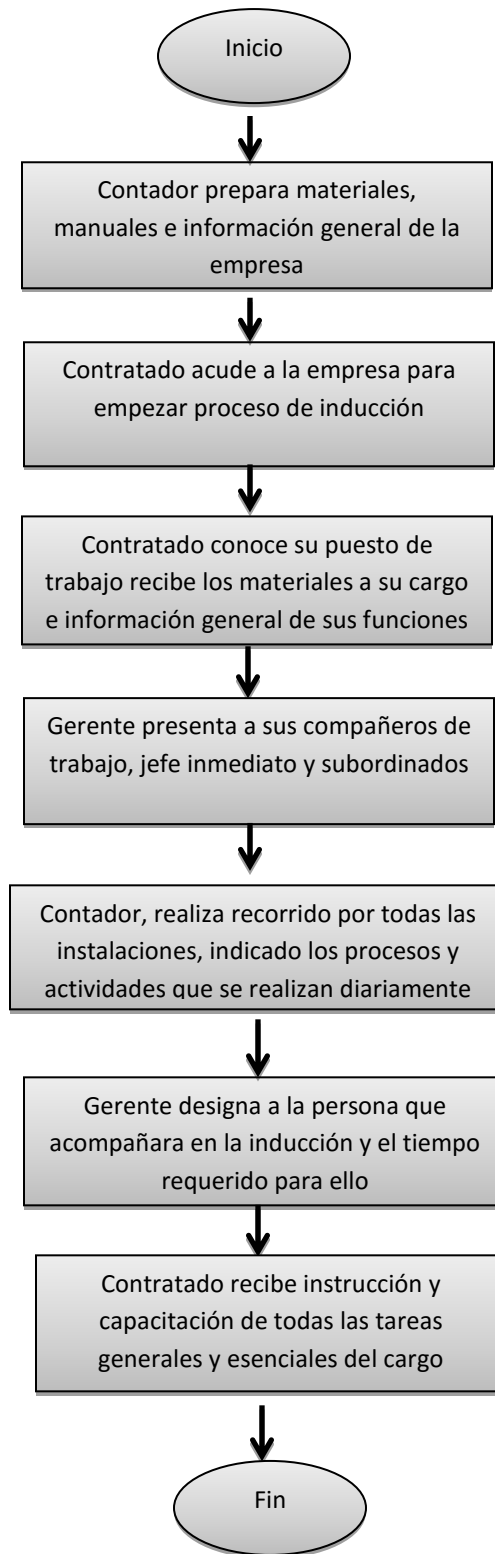 Inicio
Contador prepara materiales,
manuales e información general de la
empresa
Contratado acude a la empresa para
empezar proceso de inducción
Contratado conoce su puesto de
trabajo recibe los materiales a su cargo
e información general de sus funciones
Gerente presenta a sus compañeros de
trabajo, jefe inmediato y subordinados
Contador, realiza recorrido por todas las
instalaciones, indicado los procesos y
actividades que se realizan diariamente
Gerente designa a la persona que
acompañara en la inducción y el tiempo
requerido para ello
Contratado recibe instrucción y
capacitación de todas las tareas
generales y esenciales del cargo
Fin